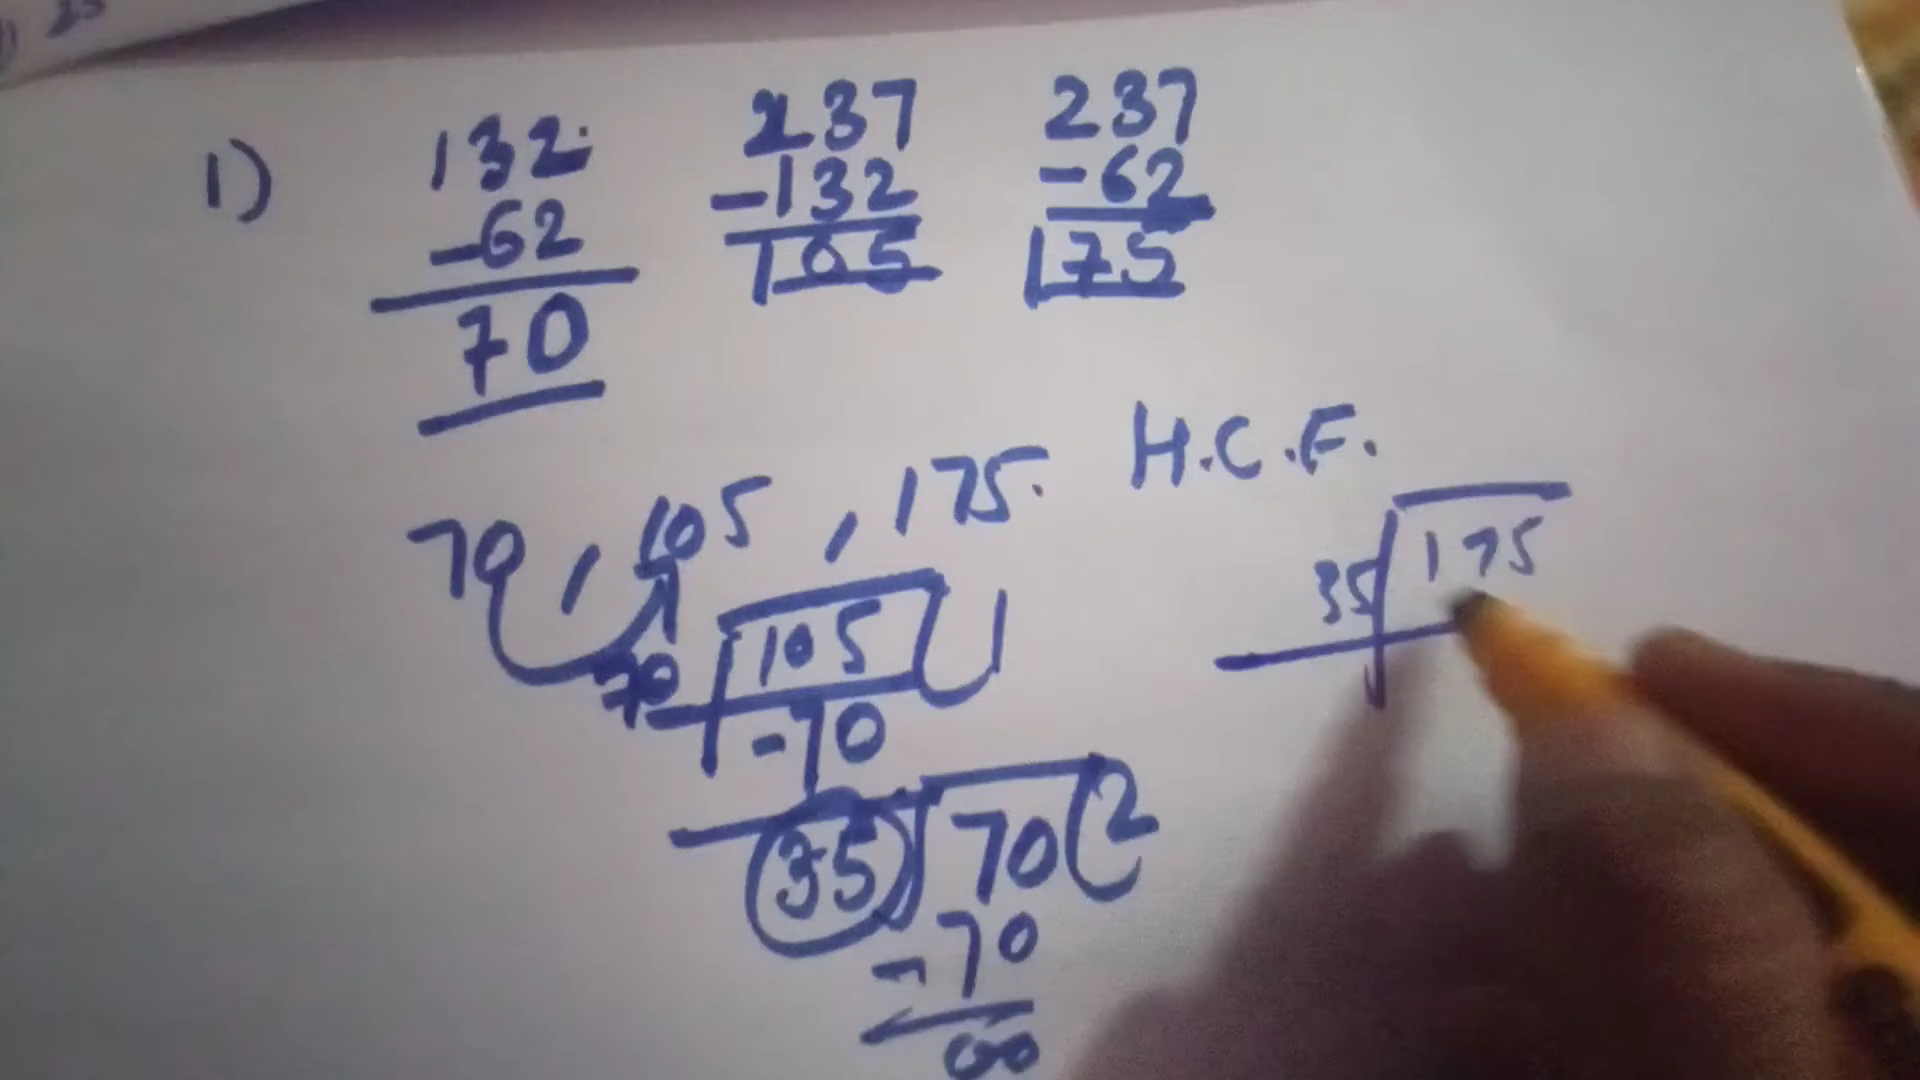 1) 132 237 237
-62 -132 -62
70 105 175
H.C.F.
70 , 105 , 175.
35 175
70 105 1
-70
35 70 2
-70
00